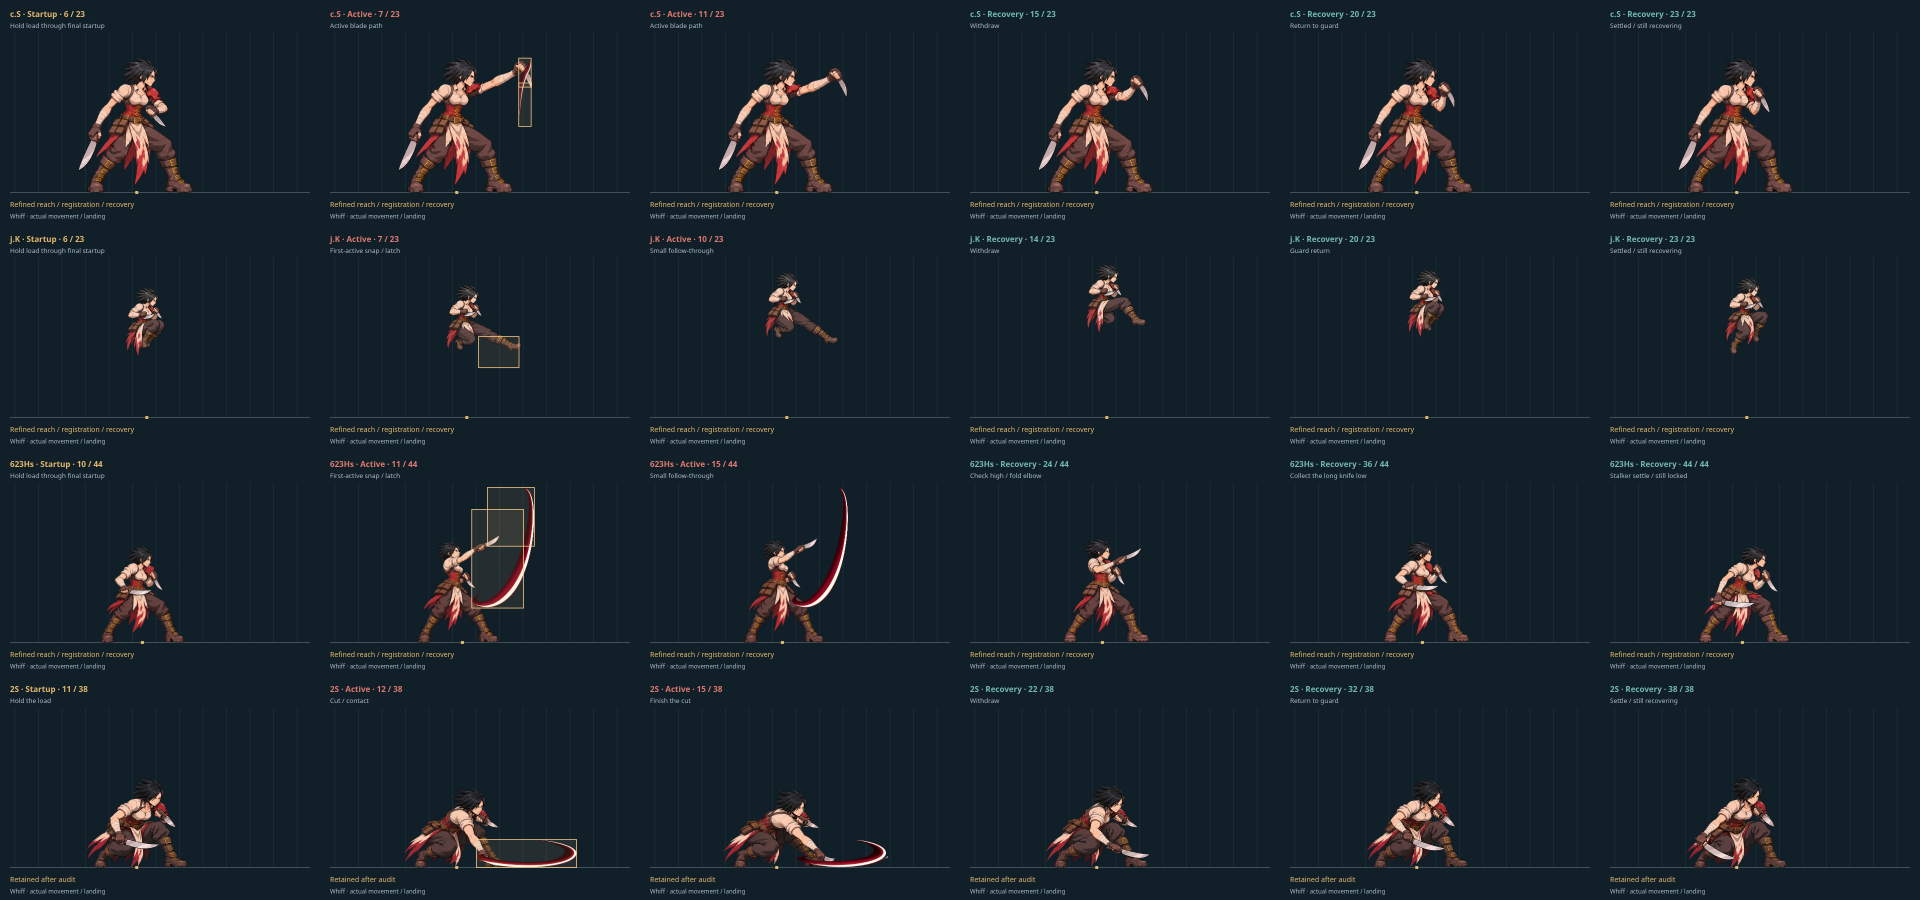 c.S · Startup · 6 / 23
Hold load through final startup
c.S · Active · 7 / 23
Active blade path
c.S · Active · 11 / 23
Active blade path
c.S · Recovery · 15 / 23
Withdraw
c.S · Recovery · 20 / 23
Return to guard
c.S · Recovery · 23 / 23
Settled / still recovering
Refined reach / registration / recovery
Whiff · actual movement / landing
Refined reach / registration / recovery
Whiff · actual movement / landing
Refined reach / registration / recovery
Whiff · actual movement / landing
Refined reach / registration / recovery
Whiff · actual movement / landing
Refined reach / registration / recovery
Whiff · actual movement / landing
Refined reach / registration / recovery
Whiff · actual movement / landing
j.K · Startup · 6 / 23
Hold load through final startup
j.K · Active · 7 / 23
First-active snap / latch
j.K · Active · 10 / 23
Small follow-through
j.K · Recovery · 14 / 23
Withdraw
j.K · Recovery · 20 / 23
Guard return
j.K · Recovery · 23 / 23
Settled / still recovering
Refined reach / registration / recovery
Whiff · actual movement / landing
Refined reach / registration / recovery
Whiff · actual movement / landing
Refined reach / registration / recovery
Whiff · actual movement / landing
Refined reach / registration / recovery
Whiff · actual movement / landing
Refined reach / registration / recovery
Whiff · actual movement / landing
Refined reach / registration / recovery
Whiff · actual movement / landing
623Hs · Startup · 10 / 44
Hold load through final startup
623Hs · Active · 11 / 44
First-active snap / latch
623Hs · Active · 15 / 44
Small follow-through
623Hs · Recovery · 24 / 44
Check high / fold elbow
623Hs · Recovery · 36 / 44
Collect the long knife low
623Hs · Recovery · 44 / 44
Stalker settle / still locked
Refined reach / registration / recovery
Whiff · actual movement / landing
Refined reach / registration / recovery
Whiff · actual movement / landing
Refined reach / registration / recovery
Whiff · actual movement / landing
Refined reach / registration / recovery
Whiff · actual movement / landing
Refined reach / registration / recovery
Whiff · actual movement / landing
Refined reach / registration / recovery
Whiff · actual movement / landing
2S · Startup · 11 / 38
Hold the load
2S · Active · 12 / 38
Cut / contact
2S · Active · 15 / 38
Finish the cut
2S · Recovery · 22 / 38
Withdraw
2S · Recovery · 32 / 38
Return to guard
2S · Recovery · 38 / 38
Settle / still recovering
Retained after audit
Whiff · actual movement / landing
Retained after audit
Whiff · actual movement / landing
Retained after audit
Whiff · actual movement / landing
Retained after audit
Whiff · actual movement / landing
Retained after audit
Whiff · actual movement / landing
Retained after audit
Whiff · actual movement / landing